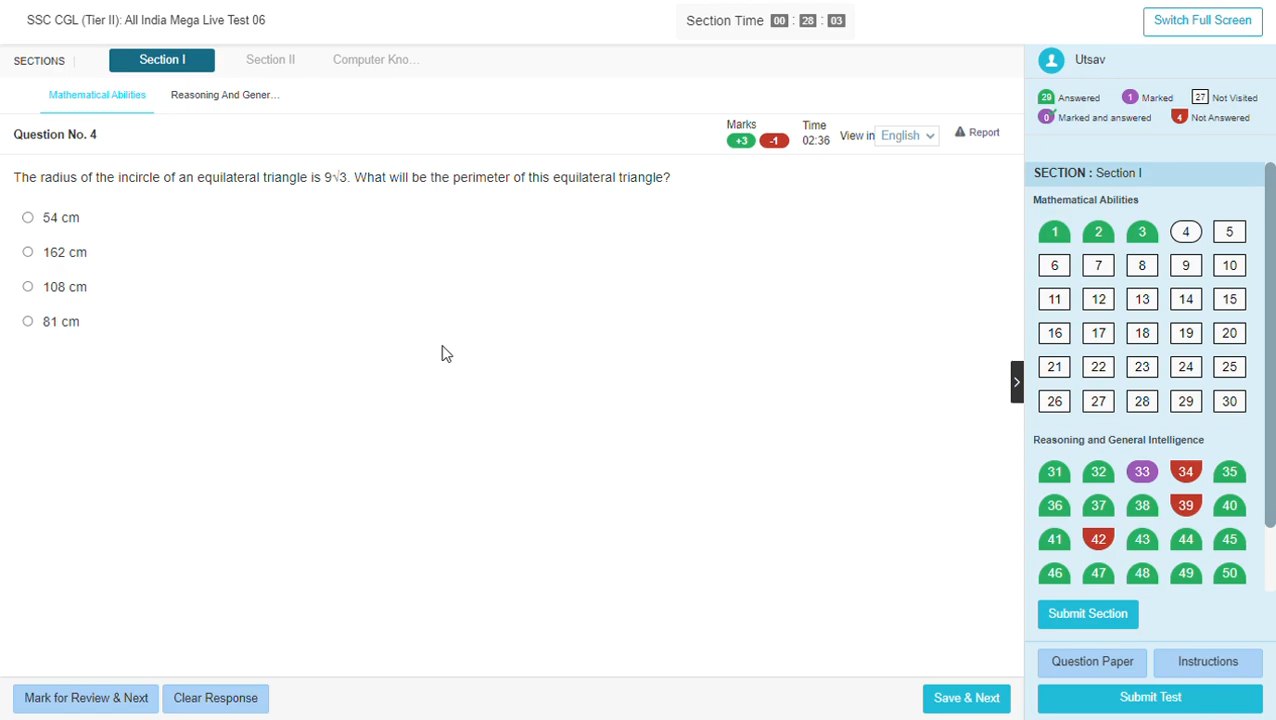 SSC CGL (Tier II): All India Mega Live Test 06
Section Time 00 : 28 : 03
Switch Full Screen
SECTIONS
Section I
Section II
Computer Kno...
Utsav
Mathematical Abilities
Reasoning And Gener...
29 Answered
1 Marked
27 Not Visited
0 Marked and answered
4 Not Answered
Question No. 4
Marks
+3 -1
Time
02:36
View in English
Report
The radius of the incircle of an equilateral triangle is 9√3. What will be the perimeter of this equilateral triangle?
54 cm
162 cm
108 cm
81 cm
SECTION : Section I
Mathematical Abilities
1 2 3 4 5
6 7 8 9 10
11 12 13 14 15
16 17 18 19 20
21 22 23 24 25
26 27 28 29 30
Reasoning and General Intelligence
31 32 33 34 35
36 37 38 39 40
41 42 43 44 45
46 47 48 49 50
Submit Section
Question Paper
Instructions
Mark for Review & Next
Clear Response
Save & Next
Submit Test